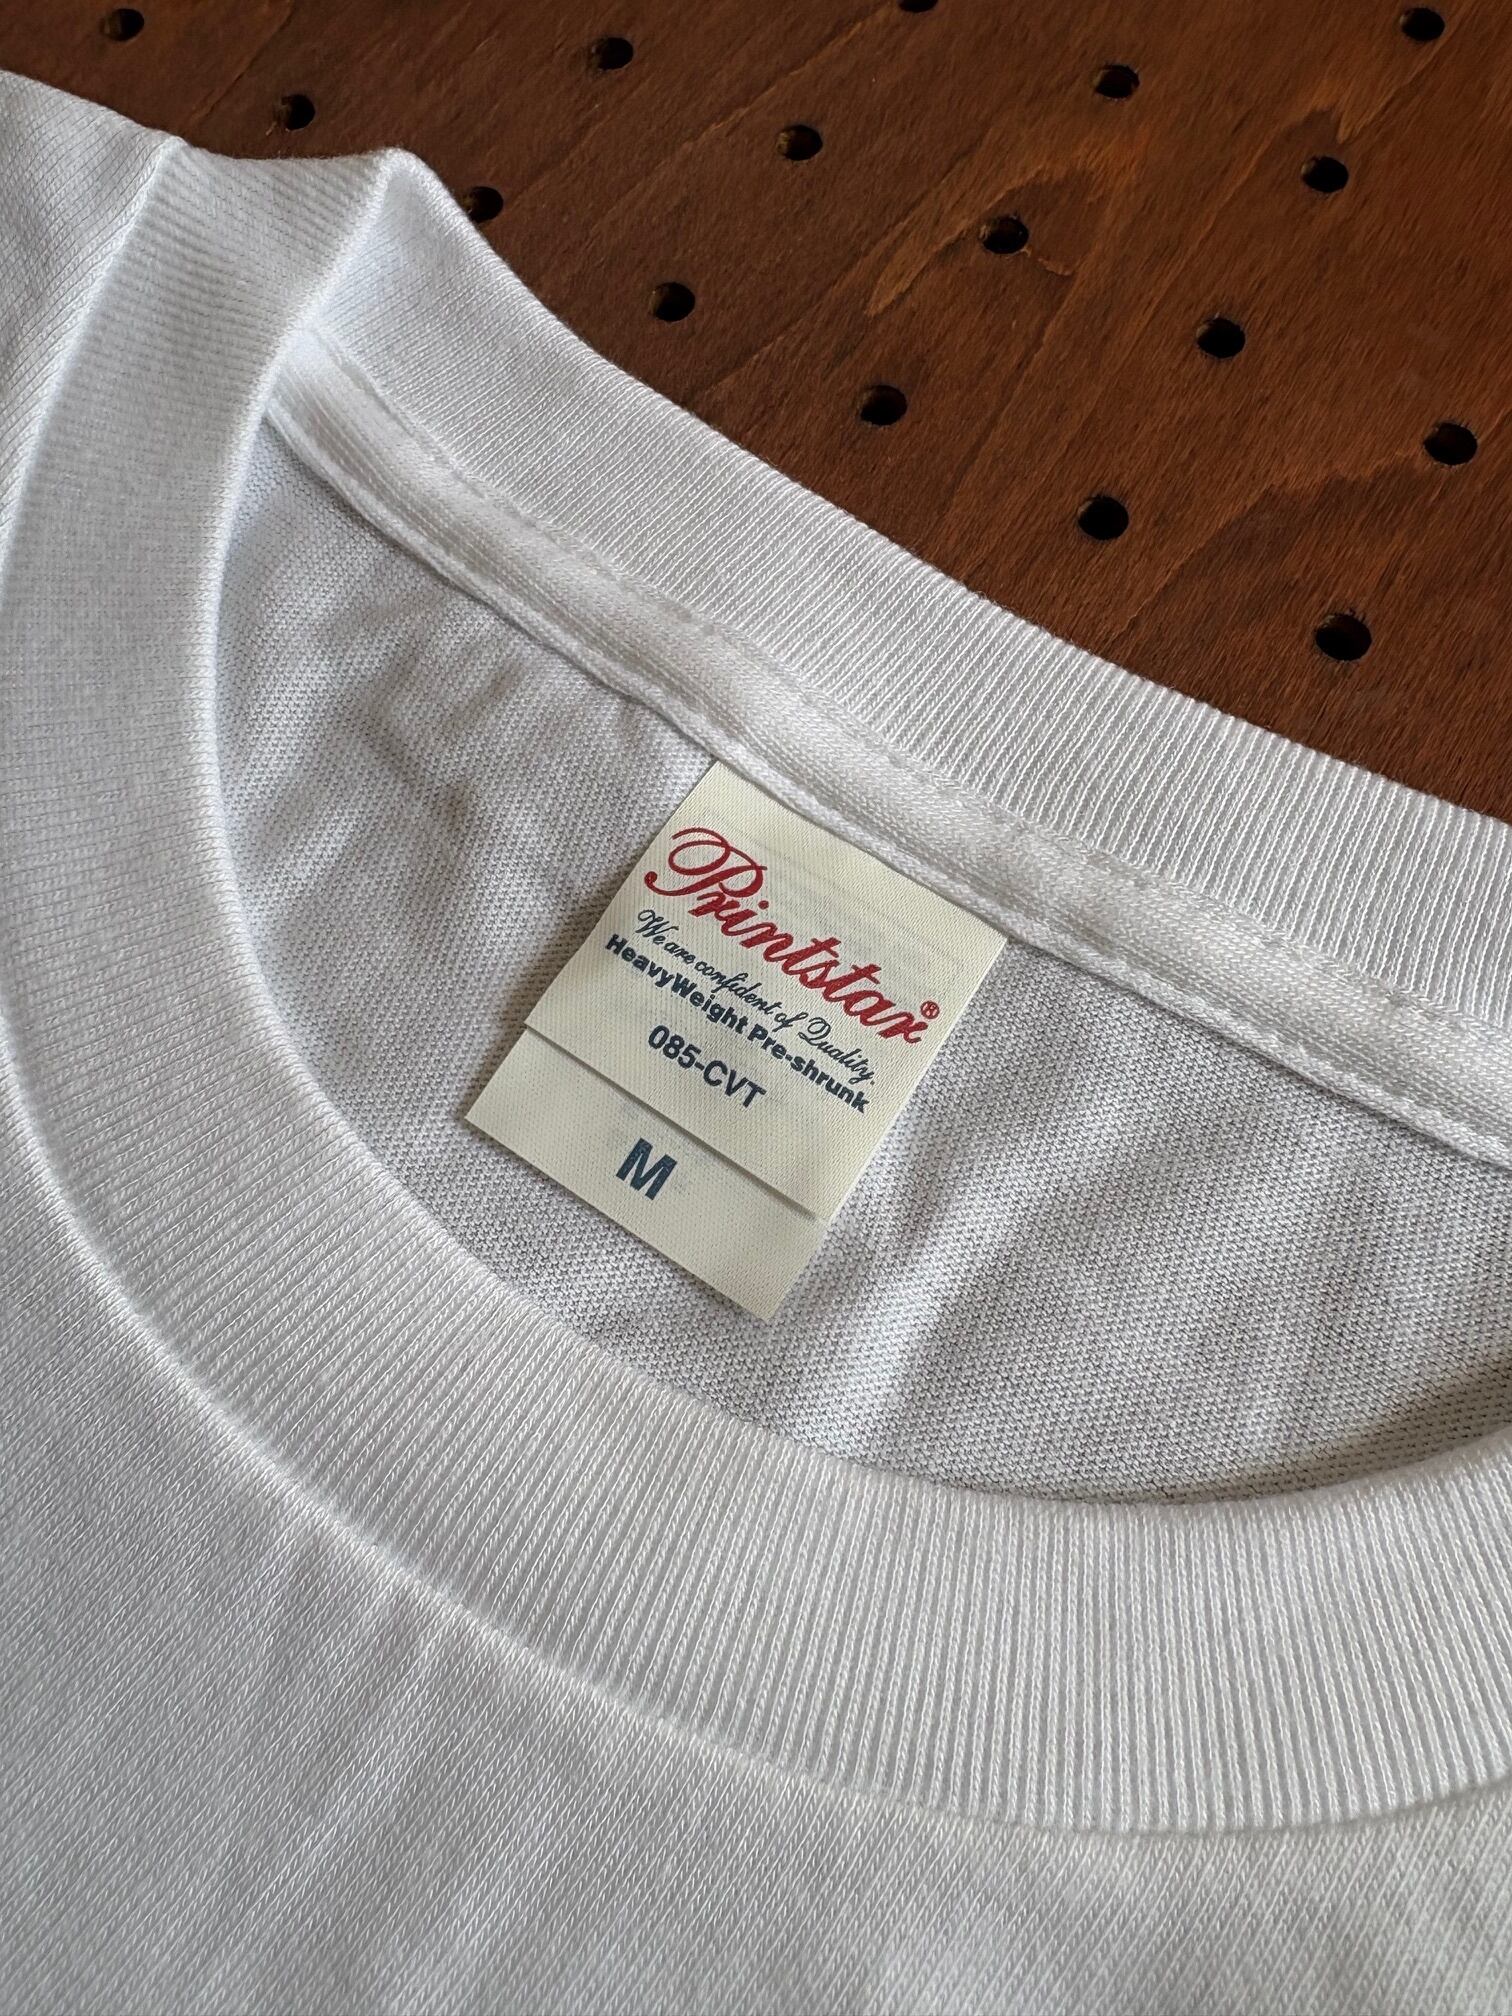 Printstar®
We are confident of Quality.
HeavyWeight Pre-shrunk
085-CVT
M